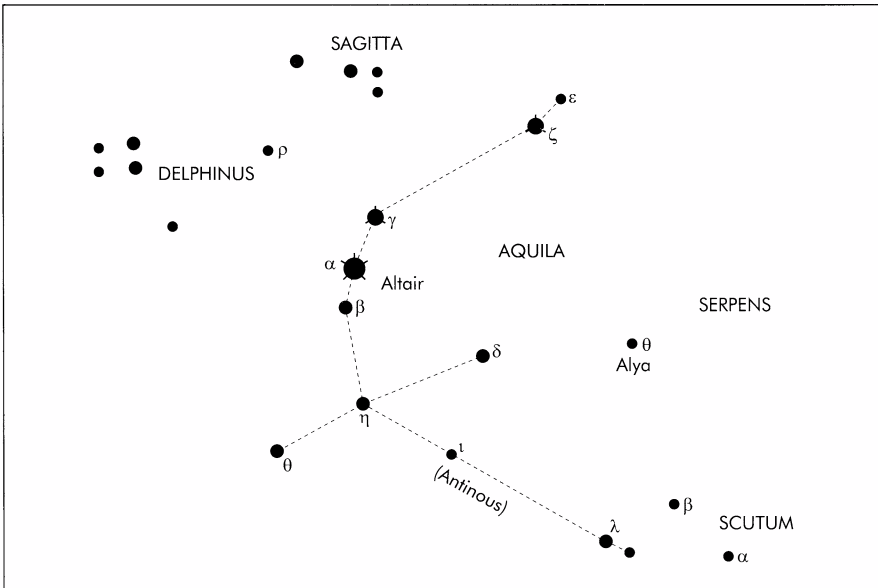 SAGITTA
ε
ζ
ρ
DELPHINUS
γ
AQUILA
α
Altair
β
SERPENS
θ
Alya
δ
η
ι
θ
(Antinous)
β
λ
SCUTUM
α